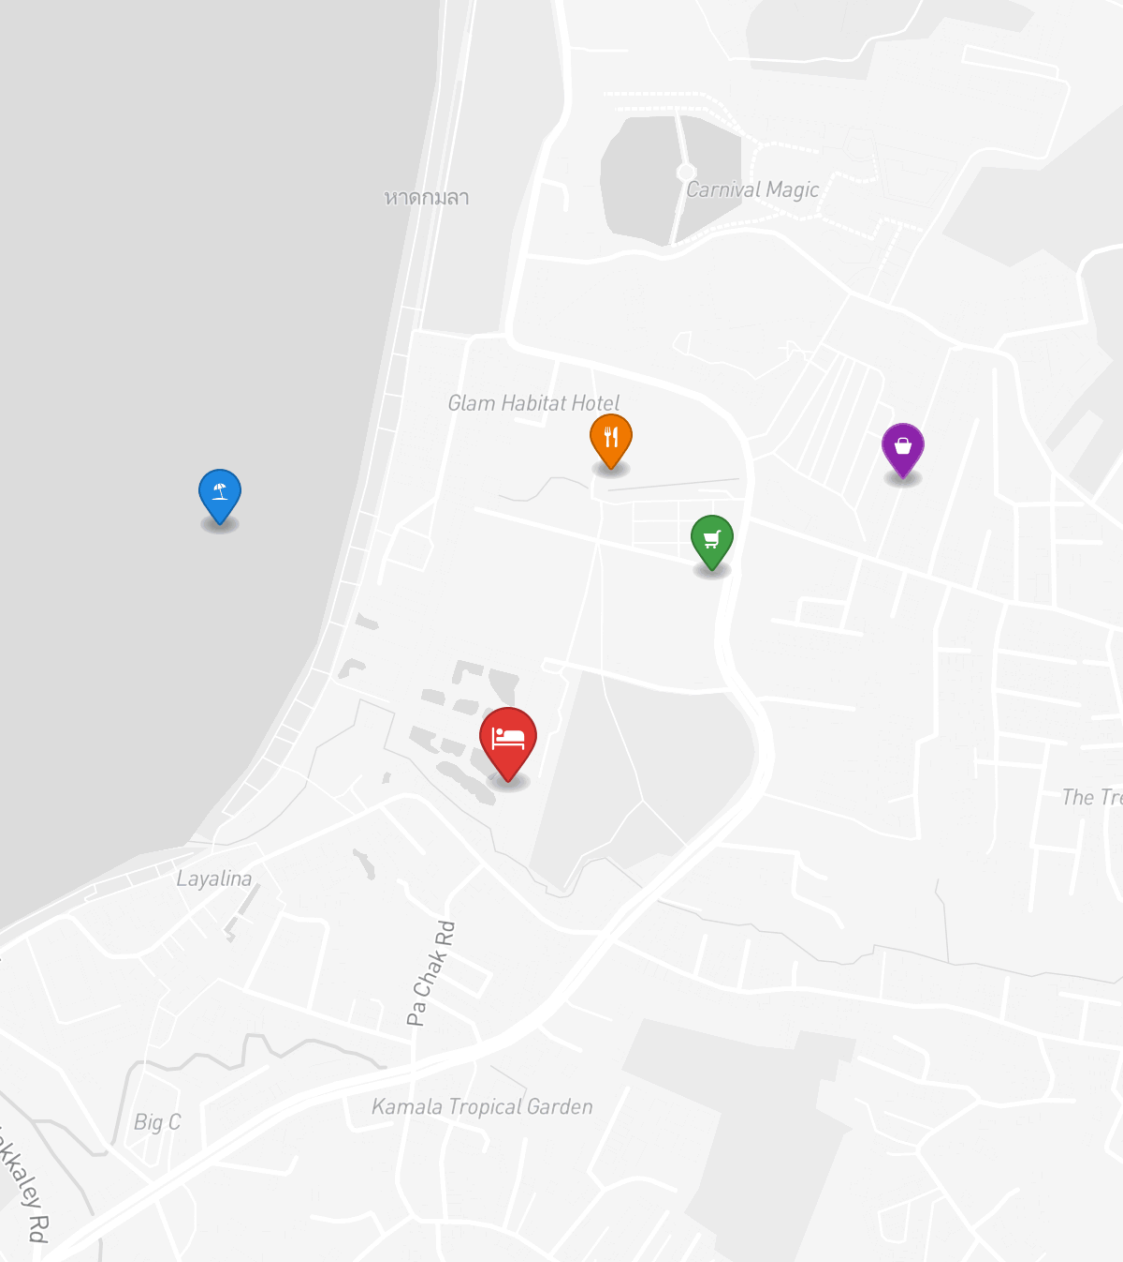 หาดกมลา
Carnival Magic
Glam Habitat Hotel
The Tre
Layalina
Pa Chak Rd
Kamala Tropical Garden
Big C
akkaley Rd